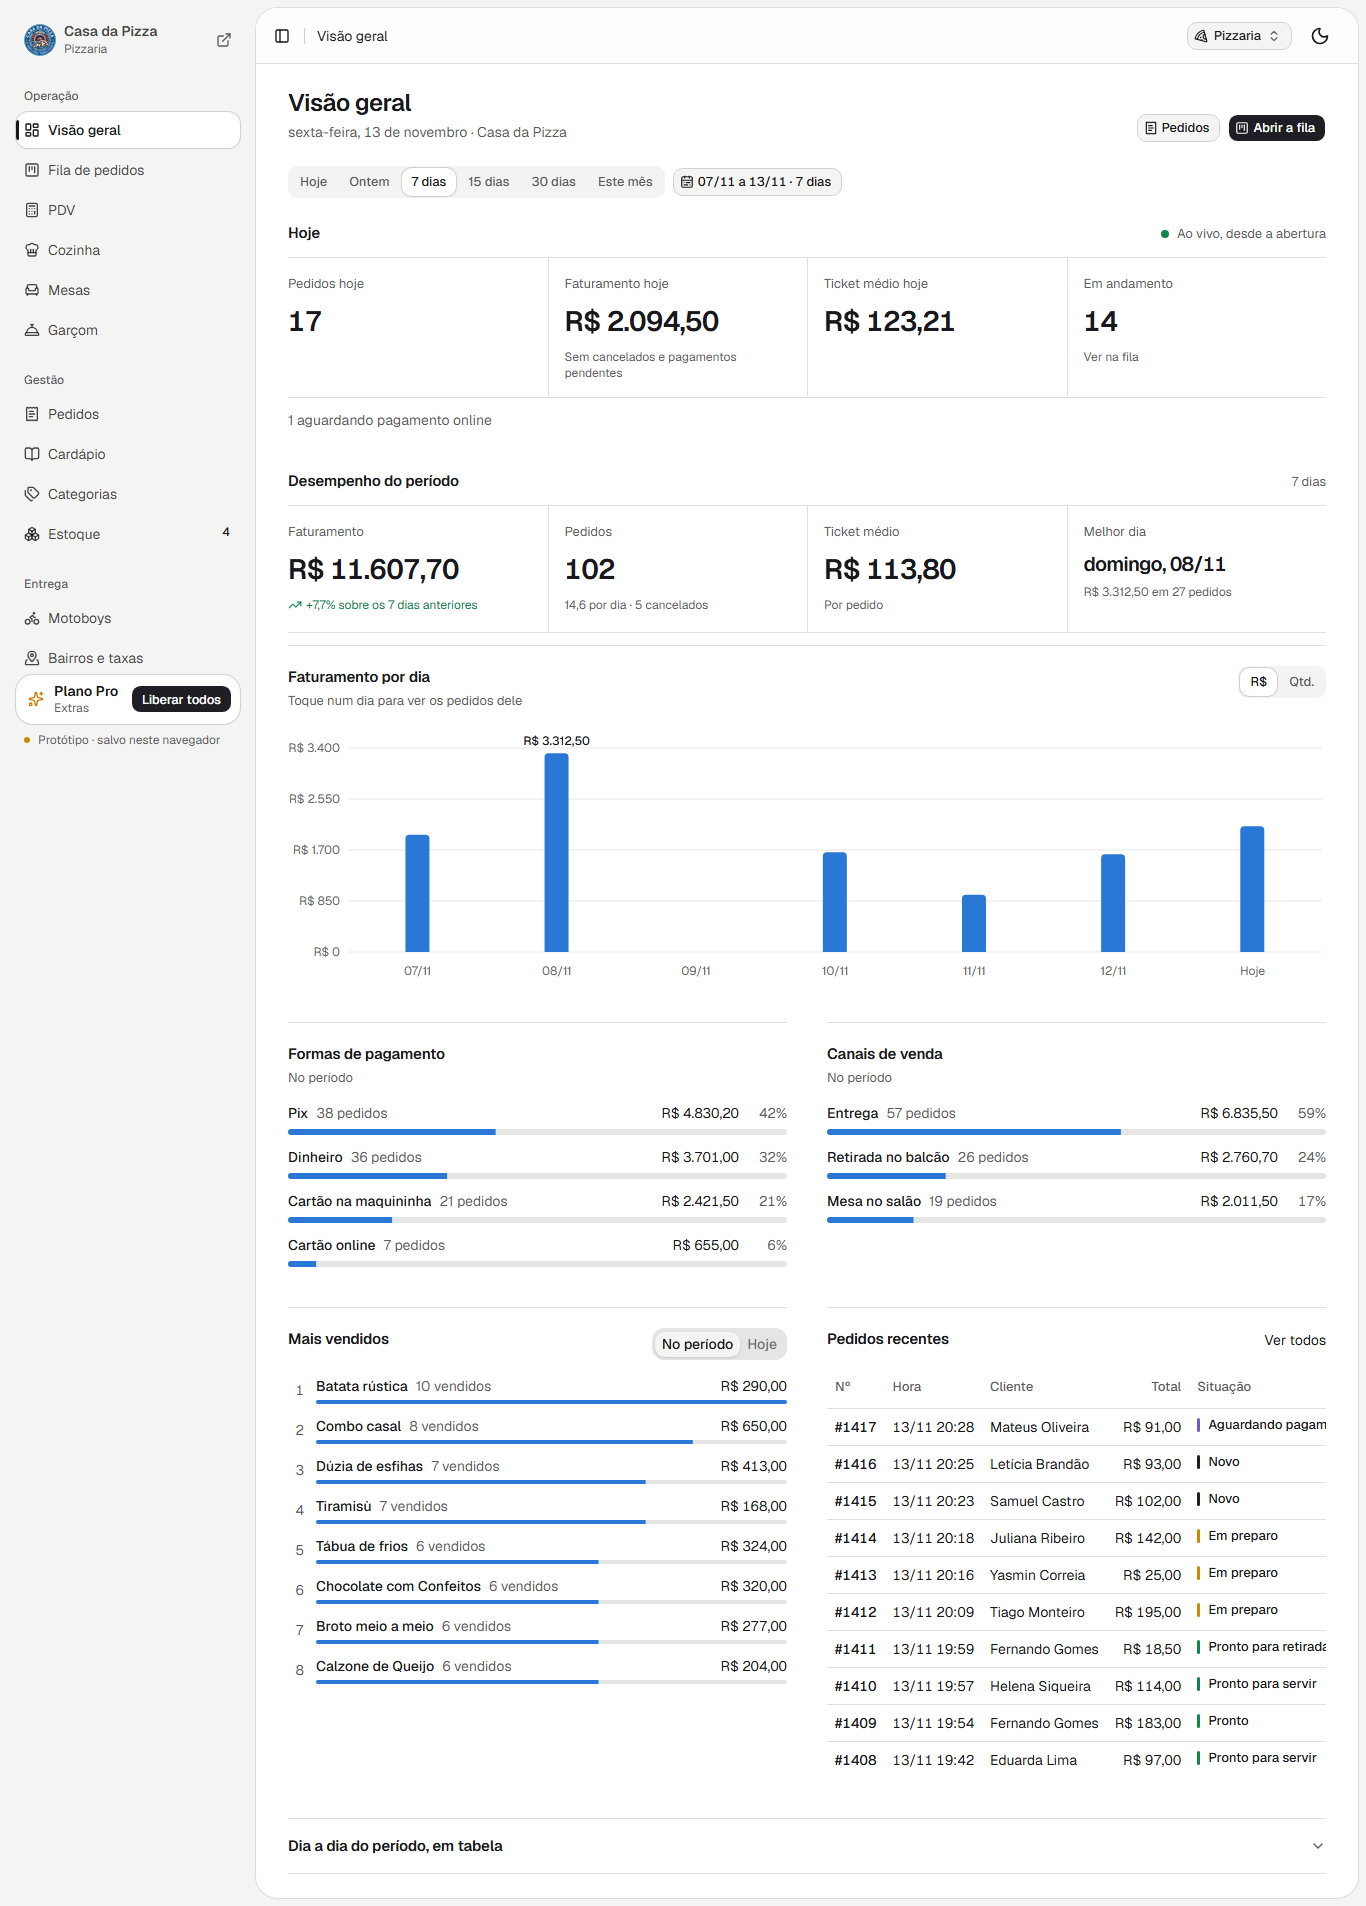 Casa da Pizza
Pizzaria
Operação
Visão geral
Fila de pedidos
PDV
Cozinha
Mesas
Garçom
Gestão
Pedidos
Cardápio
Categorias
Estoque 4
Entrega
Motoboys
Bairros e taxas
Plano Pro
Extras
Liberar todos
Protótipo · salvo neste navegador
Visão geral
Pizzaria
Visão geral
sexta-feira, 13 de novembro · Casa da Pizza
Pedidos
Abrir a fila
Hoje Ontem 7 dias 15 dias 30 dias Este mês
07/11 a 13/11 · 7 dias
Hoje
Ao vivo, desde a abertura
Pedidos hoje
17
Faturamento hoje
R$ 2.094,50
Sem cancelados e pagamentos
pendentes
Ticket médio hoje
R$ 123,21
Em andamento
14
Ver na fila
1 aguardando pagamento online
Desempenho do período
7 dias
Faturamento
R$ 11.607,70
+7,7% sobre os 7 dias anteriores
Pedidos
102
14,6 por dia · 5 cancelados
Ticket médio
R$ 113,80
Por pedido
Melhor dia
domingo, 08/11
R$ 3.312,50 em 27 pedidos
Faturamento por dia
Toque num dia para ver os pedidos dele
R$ Qtd.
R$ 3.312,50
R$ 3.400
R$ 2.550
R$ 1.700
R$ 850
R$ 0
07/11 08/11 09/11 10/11 11/11 12/11 Hoje
Formas de pagamento
No período
Pix 38 pedidos R$ 4.830,20 42%
Dinheiro 36 pedidos R$ 3.701,00 32%
Cartão na maquininha 21 pedidos R$ 2.421,50 21%
Cartão online 7 pedidos R$ 655,00 6%
Canais de venda
No período
Entrega 57 pedidos R$ 6.835,50 59%
Retirada no balcão 26 pedidos R$ 2.760,70 24%
Mesa no salão 19 pedidos R$ 2.011,50 17%
Mais vendidos
No período Hoje
1 Batata rústica 10 vendidos R$ 290,00
2 Combo casal 8 vendidos R$ 650,00
3 Dúzia de esfihas 7 vendidos R$ 413,00
4 Tiramisù 7 vendidos R$ 168,00
5 Tábua de frios 6 vendidos R$ 324,00
6 Chocolate com Confeitos 6 vendidos R$ 320,00
7 Broto meio a meio 6 vendidos R$ 277,00
8 Calzone de Queijo 6 vendidos R$ 204,00
Pedidos recentes
Ver todos
Nº Hora Cliente Total Situação
#1417 13/11 20:28 Mateus Oliveira R$ 91,00 Aguardando pagam
#1416 13/11 20:25 Letícia Brandão R$ 93,00 Novo
#1415 13/11 20:23 Samuel Castro R$ 102,00 Novo
#1414 13/11 20:18 Juliana Ribeiro R$ 142,00 Em preparo
#1413 13/11 20:16 Yasmin Correia R$ 25,00 Em preparo
#1412 13/11 20:09 Tiago Monteiro R$ 195,00 Em preparo
#1411 13/11 19:59 Fernando Gomes R$ 18,50 Pronto para retirada
#1410 13/11 19:57 Helena Siqueira R$ 114,00 Pronto para servir
#1409 13/11 19:54 Fernando Gomes R$ 183,00 Pronto
#1408 13/11 19:42 Eduarda Lima R$ 97,00 Pronto para servir
Dia a dia do período, em tabela